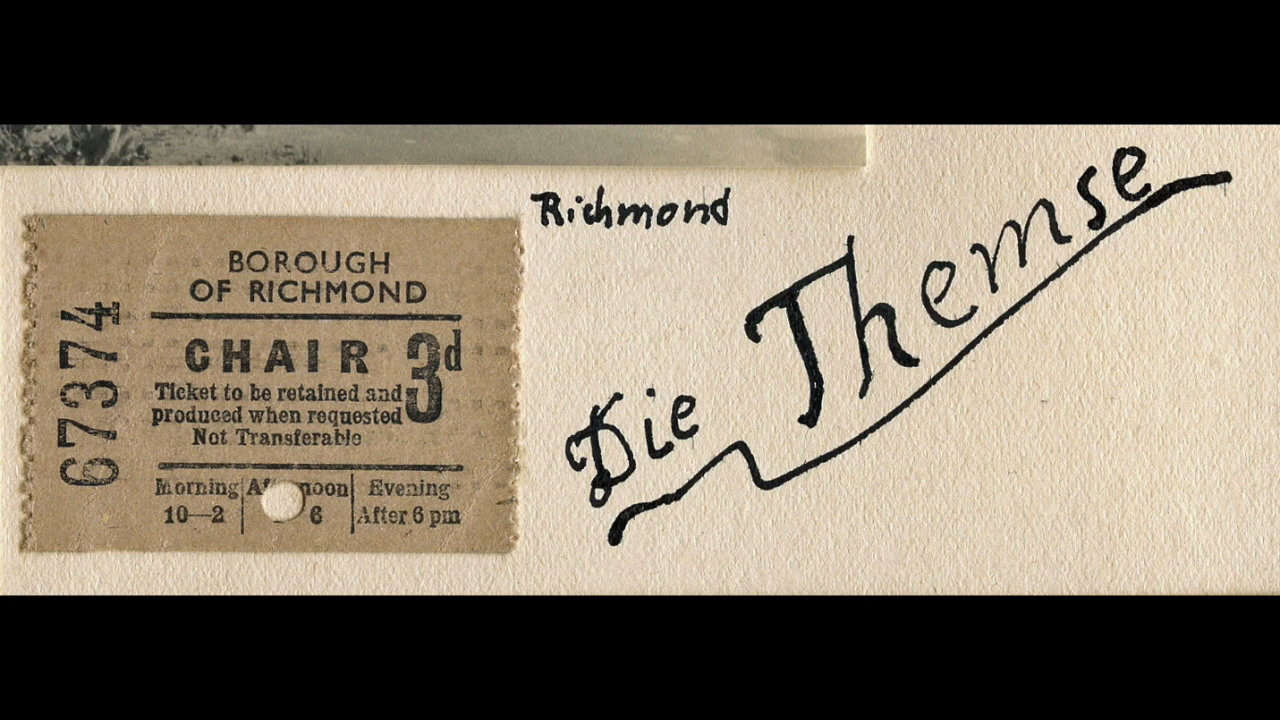 Richmond
BOROUGH
OF RICHMOND
67374
CHAIR 3d
Ticket to be retained and
produced when requested
Not Transferable
Morning Evening
10—2 6 After 6 pm
Die Themse